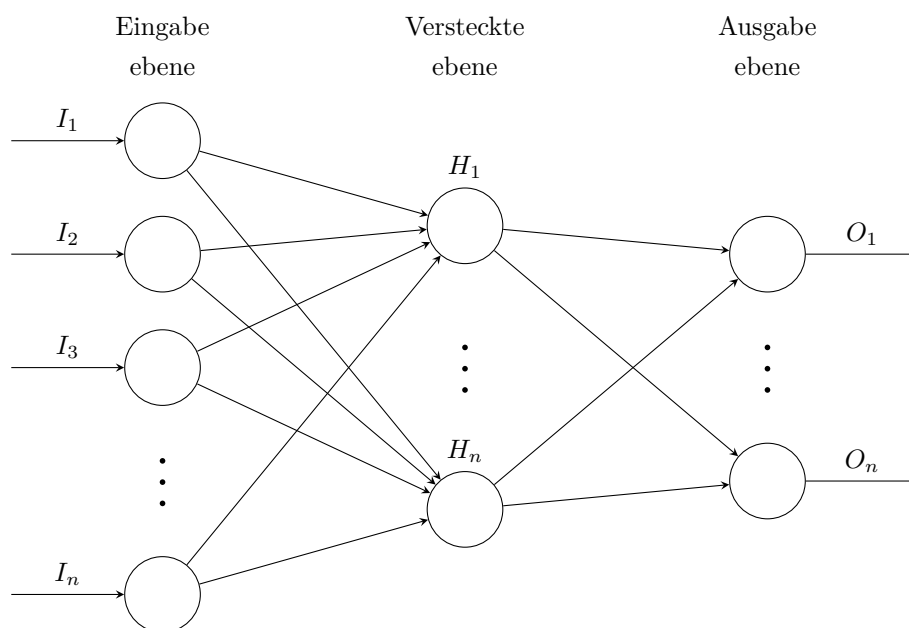 Eingabe
ebene
Versteckte
ebene
Ausgabe
ebene
I₁
I₂
I₃
Iₙ
H₁
Hₙ
O₁
Oₙ